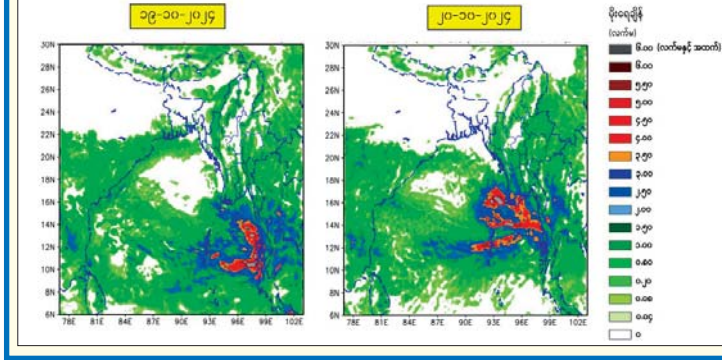 ၁၉-၁၀-၂၀၂၄
၂၀-၁၀-၂၀၂၄
မိုးရေချိန်
(လက်မ)
30N
28N
26N
24N
22N
20N
18N
16N
14N
12N
10N
8N
6N
78E 81E 84E 87E 90E 93E 96E 99E 102E
30N
28N
26N
24N
22N
20N
18N
16N
14N
12N
10N
8N
6N
78E 81E 84E 87E 90E 93E 96E 99E 102E
၆.၀၀ (လက်မနှင့် အထက်)
၆.၀၀
၅.၅၀
၅.၀၀
၄.၅၀
၄.၀၀
၃.၅၀
၃.၀၀
၂.၅၀
၂.၀၀
၁.၅၀
၁.၀၀
၀.၈၀
၀.၂၀
၀.၀၈
၀.၀၄
၀